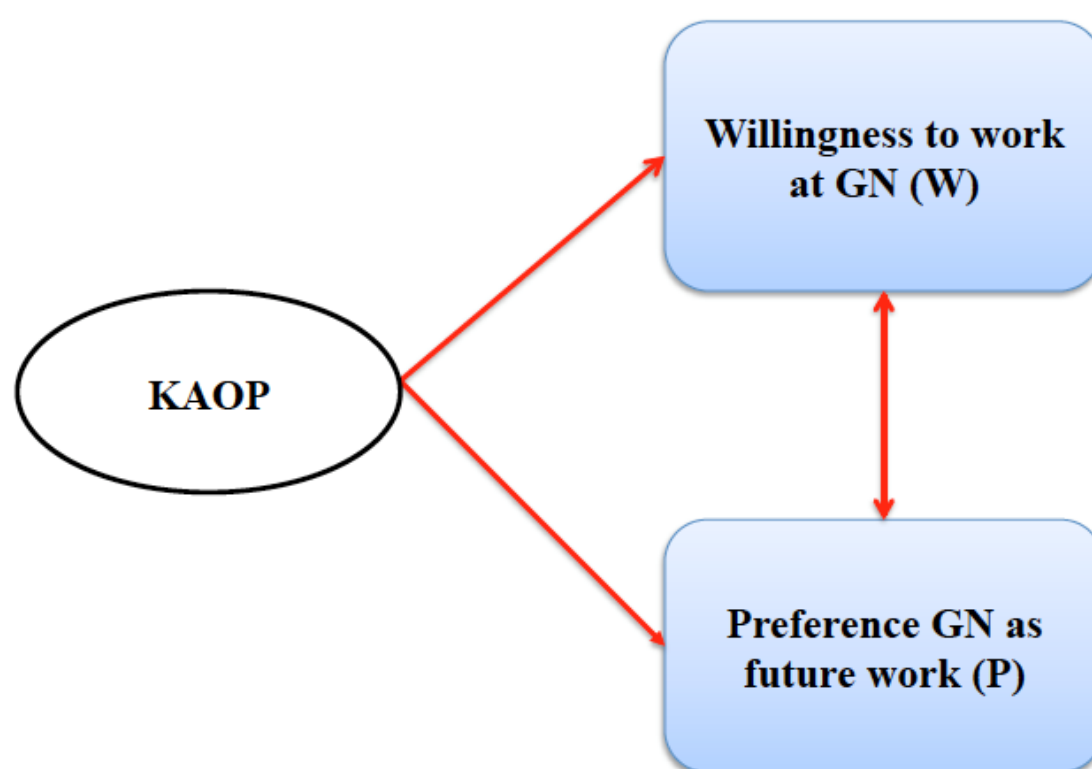 Willingness to work
at GN (W)
KAOP
Preference GN as
future work (P)